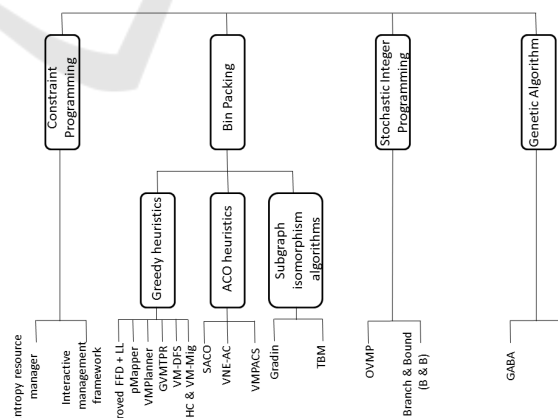 Constraint
Programming
Bin Packing
Stochastic Integer
Programming
Genetic Algorithm
Greedy heuristics
ACO heuristics
Subgraph
isomorphism
algorithms
ntropy resource
manager
Interactive
management
framework
roved FFD + LL
pMapper
VMPlanner
GVMTPR
VM-DFS
HC & VM-Mig
SACO
VNE-AC
VMPACS
Gradin
TBM
OVMP
Branch & Bound
(B & B)
GABA